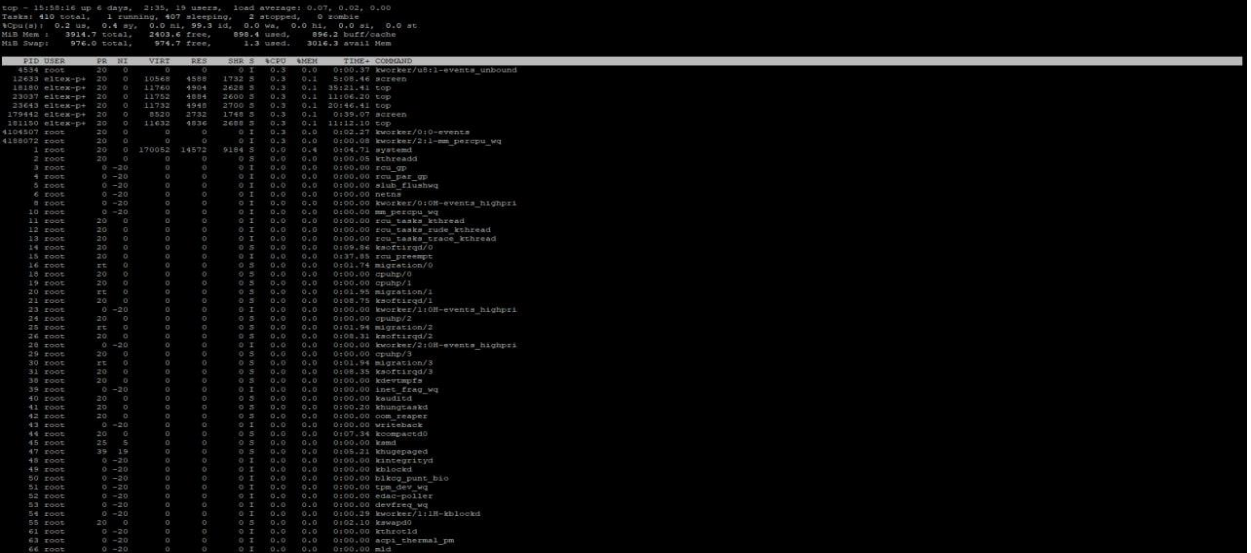 top - 15:58:16 up 6 days,  2:35, 19 users,  load average: 0.07, 0.02, 0.00
Tasks: 410 total,   1 running, 407 sleeping,   2 stopped,   0 zombie
%Cpu(s):  0.2 us,  0.4 sy,  0.0 ni, 99.3 id,  0.0 wa,  0.0 hi,  0.0 si,  0.0 st
MiB Mem :   3914.7 total,   2403.6 free,    898.4 used,    896.2 buff/cache
MiB Swap:    976.0 total,    974.7 free,      1.3 used.   3016.3 avail Mem
PID USER PR NI VIRT RES SHR S %CPU %MEM TIME+ COMMAND
4534 root 20 0 0 0 0 I 0.3 0.0 0:00.37 kworker/u8:1-events_unbound
12633 eltex-p+ 20 0 10568 4588 1732 S 0.3 0.1 5:08.46 screen
18180 eltex-p+ 20 0 11760 4904 2628 S 0.3 0.1 35:21.41 top
23037 eltex-p+ 20 0 11752 4884 2600 S 0.3 0.1 11:06.20 top
23643 eltex-p+ 20 0 11732 4948 2700 S 0.3 0.1 20:46.41 top
179442 eltex-p+ 20 0 8520 2732 1748 S 0.3 0.1 0:39.07 screen
181150 eltex-p+ 20 0 11632 4836 2688 S 0.3 0.1 11:12.10 top
4104507 root 20 0 0 0 0 I 0.3 0.0 0:02.27 kworker/0:0-events
4188072 root 20 0 0 0 0 I 0.3 0.0 0:00.08 kworker/2:1-mm_percpu_wq
1 root 20 0 170052 14572 9184 S 0.0 0.4 0:04.71 systemd
2 root 20 0 0 0 0 S 0.0 0.0 0:00.05 kthreadd
3 root 0 -20 0 0 0 I 0.0 0.0 0:00.00 rcu_gp
4 root 0 -20 0 0 0 I 0.0 0.0 0:00.00 rcu_par_gp
5 root 0 -20 0 0 0 I 0.0 0.0 0:00.00 slub_flushwq
6 root 0 -20 0 0 0 I 0.0 0.0 0:00.00 netns
8 root 0 -20 0 0 0 I 0.0 0.0 0:00.00 kworker/0:0H-events_highpri
10 root 0 -20 0 0 0 I 0.0 0.0 0:00.00 mm_percpu_wq
11 root 20 0 0 0 0 I 0.0 0.0 0:00.00 rcu_tasks_kthread
12 root 20 0 0 0 0 I 0.0 0.0 0:00.00 rcu_tasks_rude_kthread
13 root 20 0 0 0 0 I 0.0 0.0 0:00.00 rcu_tasks_trace_kthread
14 root 20 0 0 0 0 S 0.0 0.0 0:09.86 ksoftirqd/0
15 root 20 0 0 0 0 I 0.0 0.0 0:37.85 rcu_preempt
16 root rt 0 0 0 0 S 0.0 0.0 0:01.74 migration/0
18 root 20 0 0 0 0 S 0.0 0.0 0:00.00 cpuhp/0
19 root 20 0 0 0 0 S 0.0 0.0 0:00.00 cpuhp/1
20 root rt 0 0 0 0 S 0.0 0.0 0:01.95 migration/1
21 root 20 0 0 0 0 S 0.0 0.0 0:08.75 ksoftirqd/1
23 root 0 -20 0 0 0 I 0.0 0.0 0:00.00 kworker/1:0H-events_highpri
24 root 20 0 0 0 0 S 0.0 0.0 0:00.00 cpuhp/2
25 root rt 0 0 0 0 S 0.0 0.0 0:01.94 migration/2
26 root 20 0 0 0 0 S 0.0 0.0 0:08.31 ksoftirqd/2
28 root 0 -20 0 0 0 I 0.0 0.0 0:00.00 kworker/2:0H-events_highpri
29 root 20 0 0 0 0 S 0.0 0.0 0:00.00 cpuhp/3
30 root rt 0 0 0 0 S 0.0 0.0 0:01.94 migration/3
31 root 20 0 0 0 0 S 0.0 0.0 0:08.35 ksoftirqd/3
38 root 20 0 0 0 0 S 0.0 0.0 0:00.00 kdevtmpfs
39 root 0 -20 0 0 0 I 0.0 0.0 0:00.00 inet_frag_wq
40 root 20 0 0 0 0 S 0.0 0.0 0:00.00 kauditd
41 root 20 0 0 0 0 S 0.0 0.0 0:00.20 khungtaskd
42 root 20 0 0 0 0 S 0.0 0.0 0:00.00 oom_reaper
43 root 0 -20 0 0 0 I 0.0 0.0 0:00.00 writeback
44 root 20 0 0 0 0 S 0.0 0.0 0:07.34 kcompactd0
45 root 25 5 0 0 0 S 0.0 0.0 0:00.00 ksmd
47 root 39 19 0 0 0 S 0.0 0.0 0:05.21 khugepaged
48 root 0 -20 0 0 0 I 0.0 0.0 0:00.00 kintegrityd
49 root 0 -20 0 0 0 I 0.0 0.0 0:00.00 kblockd
50 root 0 -20 0 0 0 I 0.0 0.0 0:00.00 blkcg_punt_bio
51 root 0 -20 0 0 0 I 0.0 0.0 0:00.00 tpm_dev_wq
52 root 0 -20 0 0 0 I 0.0 0.0 0:00.00 edac-poller
53 root 0 -20 0 0 0 I 0.0 0.0 0:00.00 devfreq_wq
54 root 0 -20 0 0 0 I 0.0 0.0 0:00.29 kworker/1:1H-kblockd
55 root 20 0 0 0 0 S 0.0 0.0 0:02.10 kswapd0
61 root 0 -20 0 0 0 I 0.0 0.0 0:00.00 kthrotld
63 root 0 -20 0 0 0 I 0.0 0.0 0:00.00 acpi_thermal_pm
66 root 0 -20 0 0 0 I 0.0 0.0 0:00.00 mld